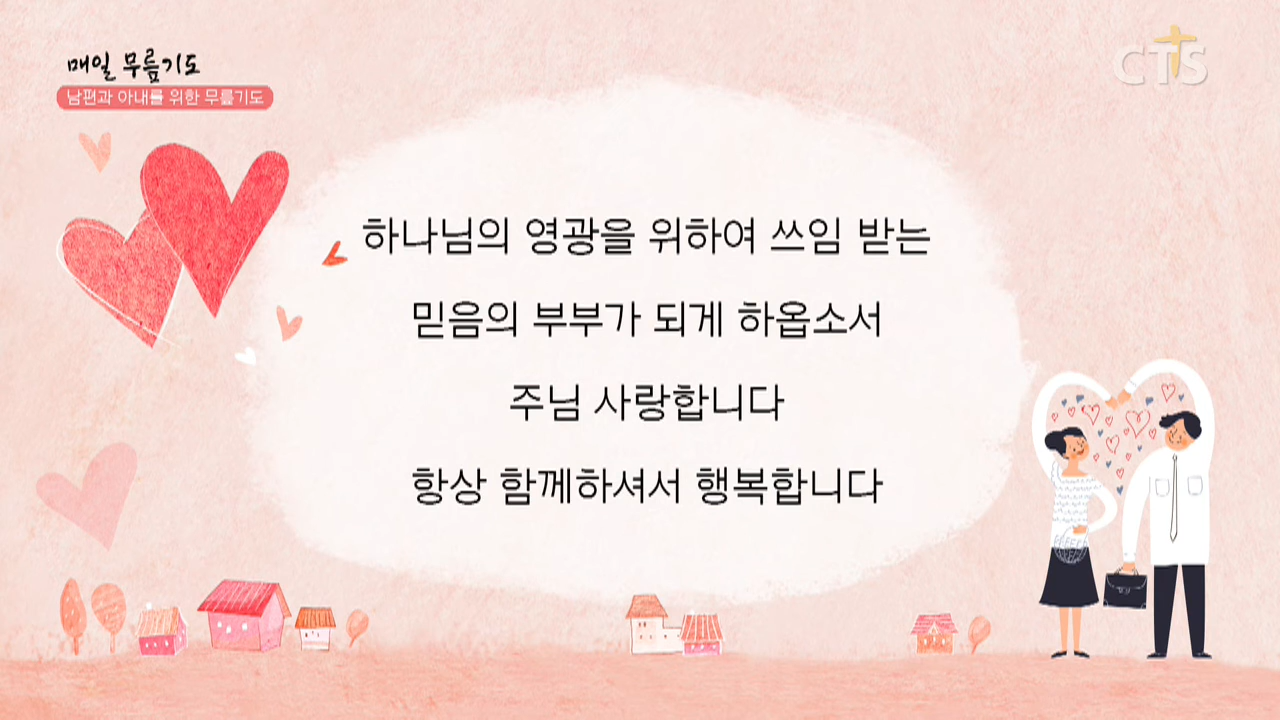 매일 무릎기도
남편과 아내를 위한 무릎기도
CTS
하나님의 영광을 위하여 쓰임 받는
믿음의 부부가 되게 하옵소서
주님 사랑합니다
항상 함께하셔서 행복합니다